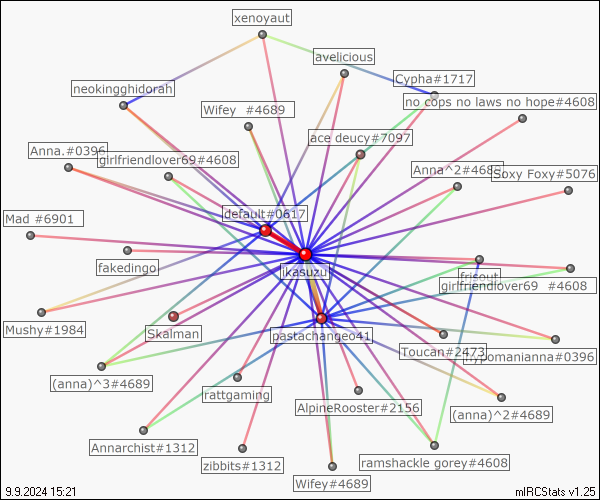 xenoyaut
avelicious
Cypha#1717
neokingghidorah
no cops no laws no hope#4608
Wifey #4689
ace deucy#7097
Anna.#0396
girlfriendlover69#4608
Anna^2#4689
Soxy Foxy#5076
default#0617
Mad #6901
fakedingo
ikasuzu
frisout
girlfriendlover69 #4608
Mushy#1984
Skalman
pastachangeo41
Toucan#2473
#0396
(anna)^3#4689
rattgaming
AlpineRooster#2156
(anna)^2#4689
Annarchist#1312
zibbits#1312
ramshackle gorey#4608
Wifey#4689
9.9.2024 15:21
mIRCStats v1.25